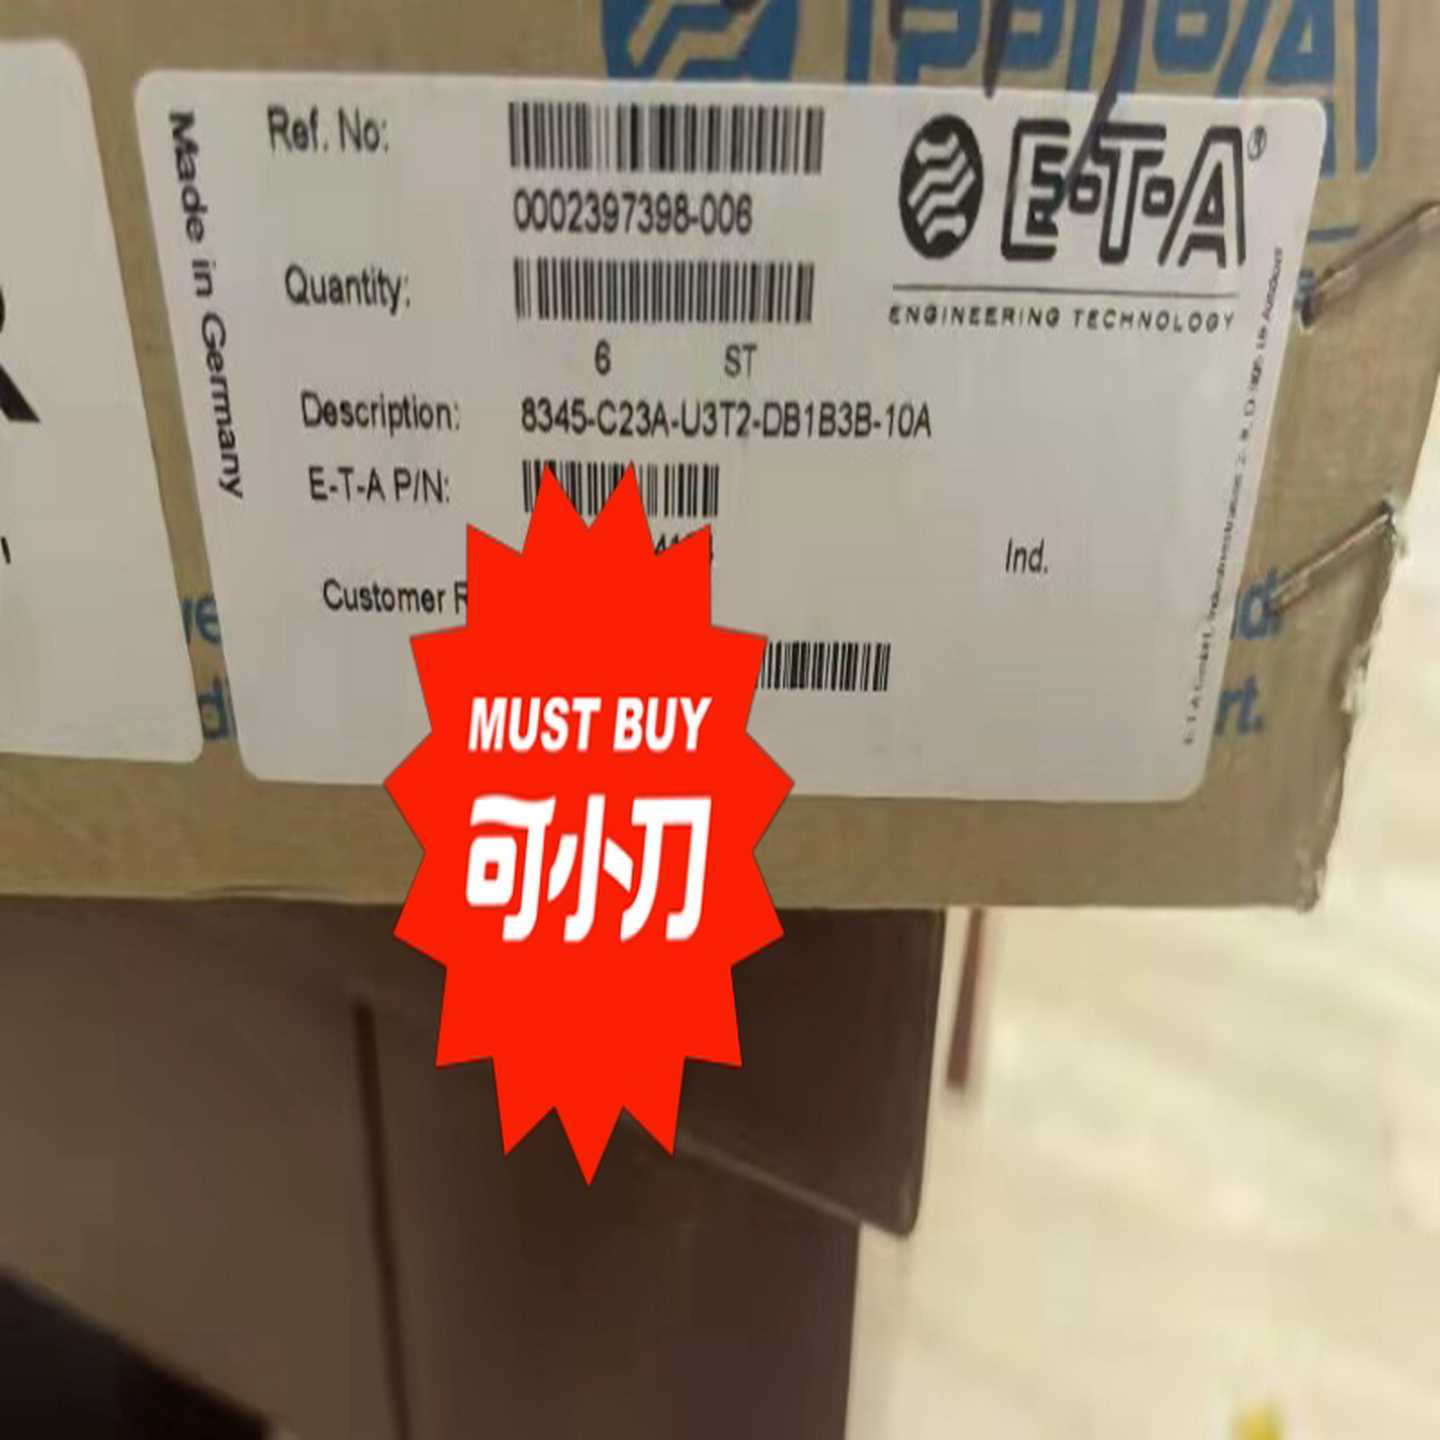 Made in Germany
Ref. No:
0002397398-006
Quantity:
6 ST
Description: 8345-C23A-U3T2-DB1B3B-10A
E-T-A P/N:
Ind.
Customer
E-T-A®
ENGINEERING TECHNOLOGY
MUST BUY
可小刀
rt.